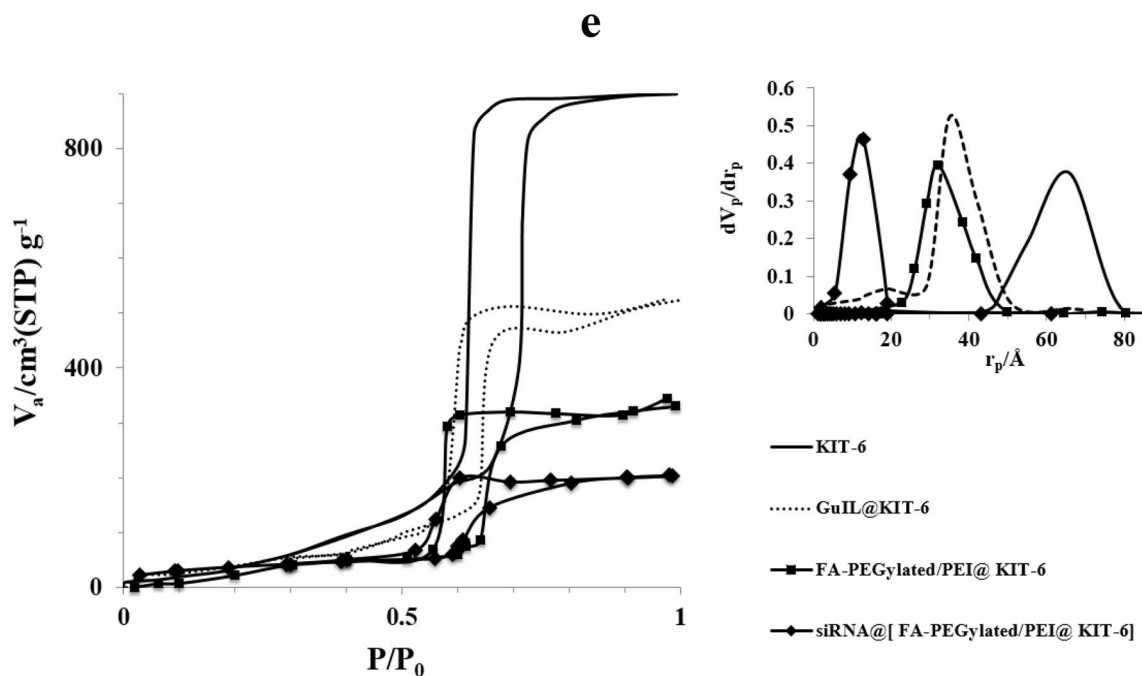 e
V_a/cm³(STP) g⁻¹
800
400
0
0
0.5
1
P/P₀
dV_p/dr_p
0.6
0.5
0.4
0.3
0.2
0.1
0
0
20
40
60
80
r_p/Å
KIT-6
GuIL@KIT-6
FA-PEGylated/PEI@ KIT-6
siRNA@[ FA-PEGylated/PEI@ KIT-6]